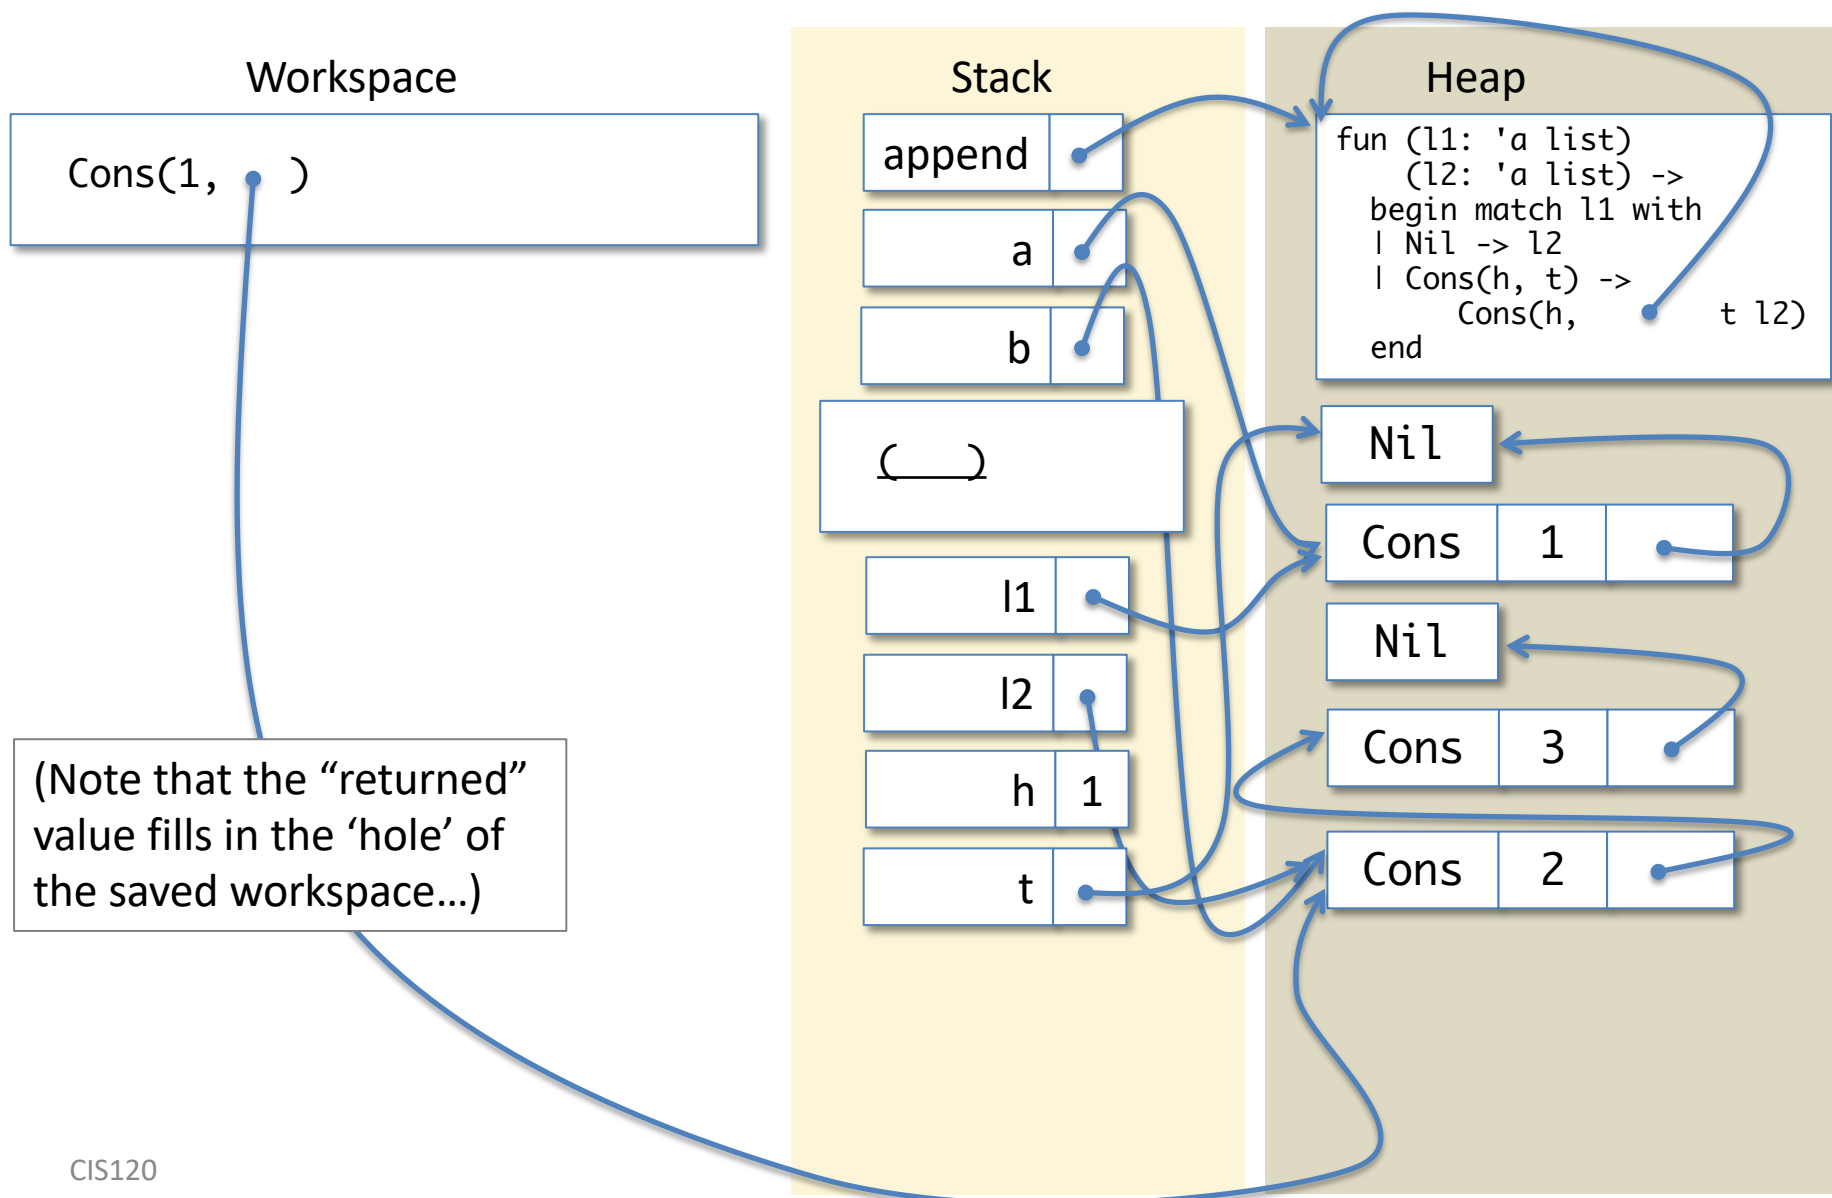 Workspace
Cons(1, )
(Note that the “returned”
value fills in the ‘hole’ of
the saved workspace…)
Stack
append
a
b
(___)
l1
l2
h 1
t
Heap
fun (l1: 'a list)
(l2: 'a list) ->
begin match l1 with
| Nil -> l2
| Cons(h, t) ->
Cons(h, t l2)
end
Nil
Cons 1
Nil
Cons 3
Cons 2
CIS120